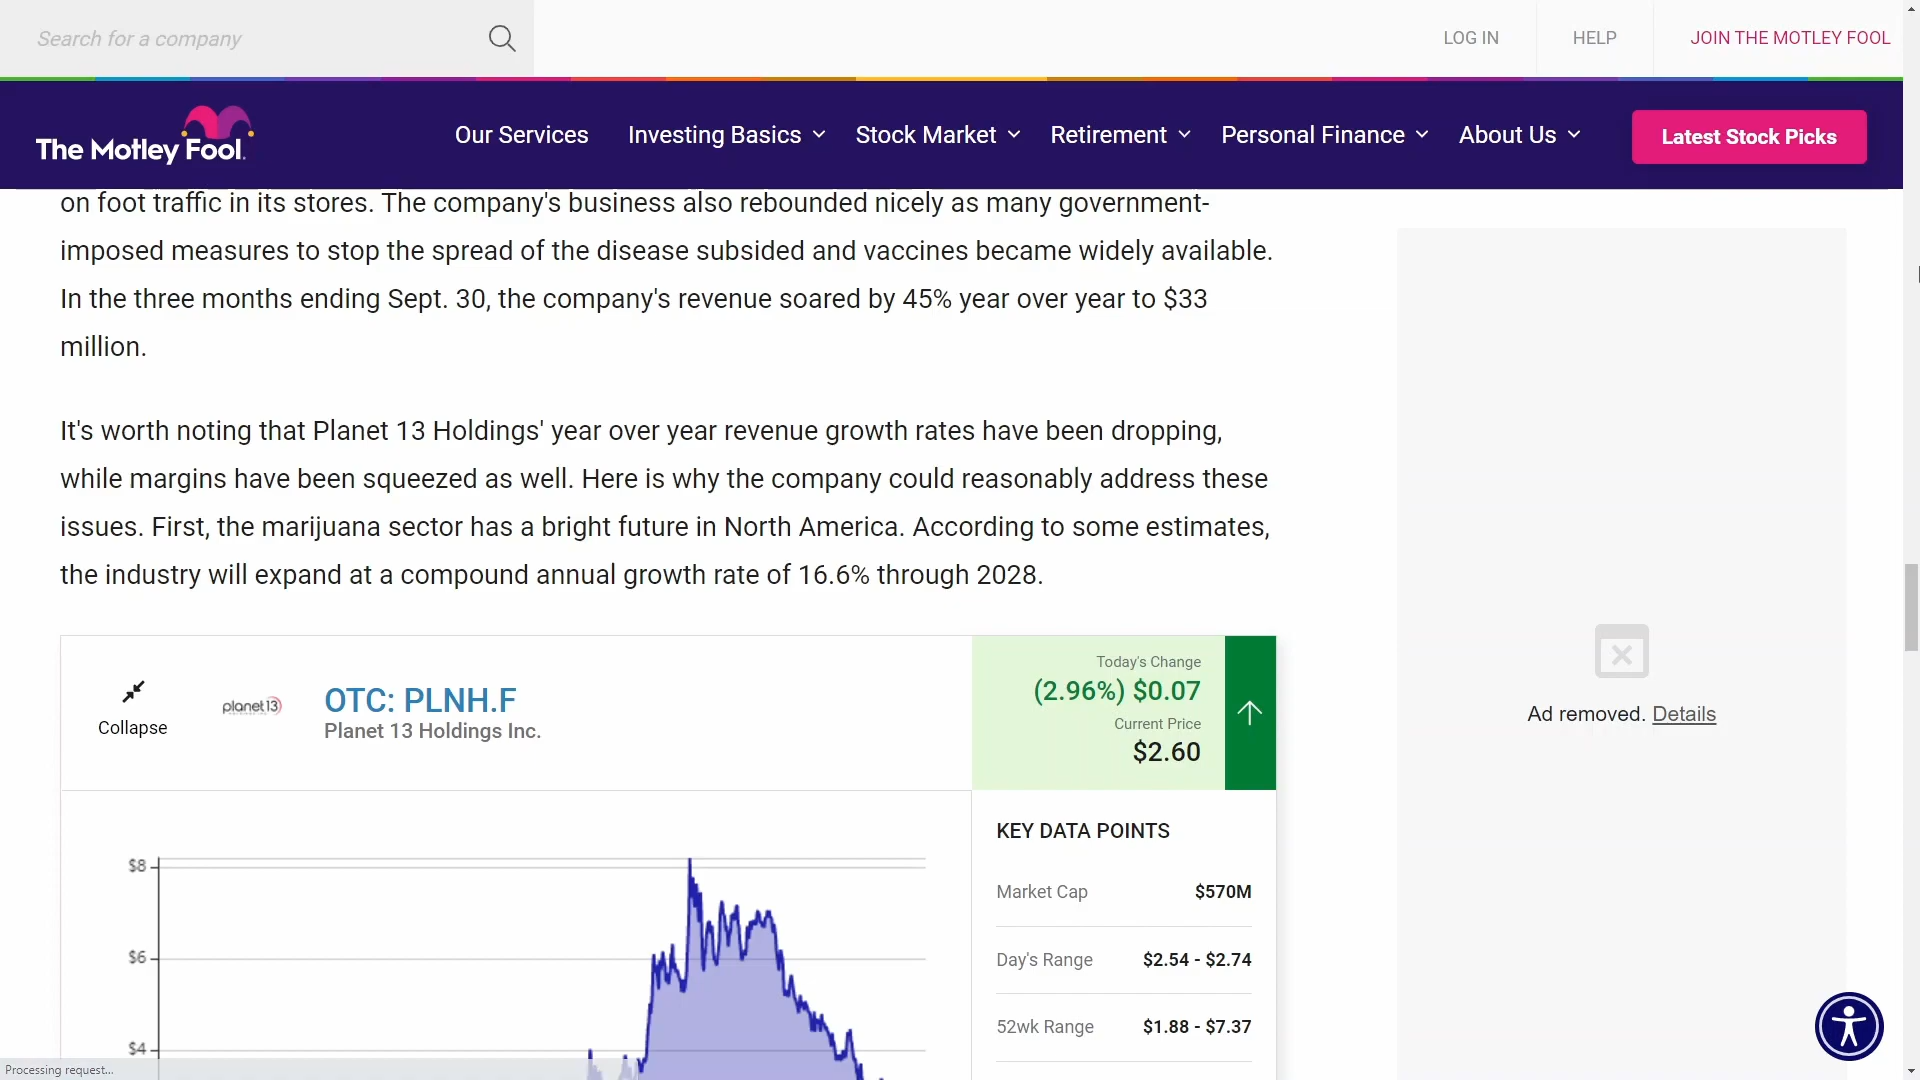 Search for a company
LOG IN
HELP
JOIN THE MOTLEY FOOL
The Motley Fool.
Our Services
Investing Basics
Stock Market
Retirement
Personal Finance
About Us
Latest Stock Picks
on foot traffic in its stores. The company's business also rebounded nicely as many government-
imposed measures to stop the spread of the disease subsided and vaccines became widely available.
In the three months ending Sept. 30, the company's revenue soared by 45% year over year to $33
million.
It's worth noting that Planet 13 Holdings' year over year revenue growth rates have been dropping,
while margins have been squeezed as well. Here is why the company could reasonably address these
issues. First, the marijuana sector has a bright future in North America. According to some estimates,
the industry will expand at a compound annual growth rate of 16.6% through 2028.
Collapse
planet13
OTC: PLNH.F
Planet 13 Holdings Inc.
Today's Change
(2.96%) $0.07
Current Price
$2.60
Ad removed. Details
$8
$6
$4
KEY DATA POINTS
Market Cap $570M
Day's Range $2.54 - $2.74
52wk Range $1.88 - $7.37
Processing request...